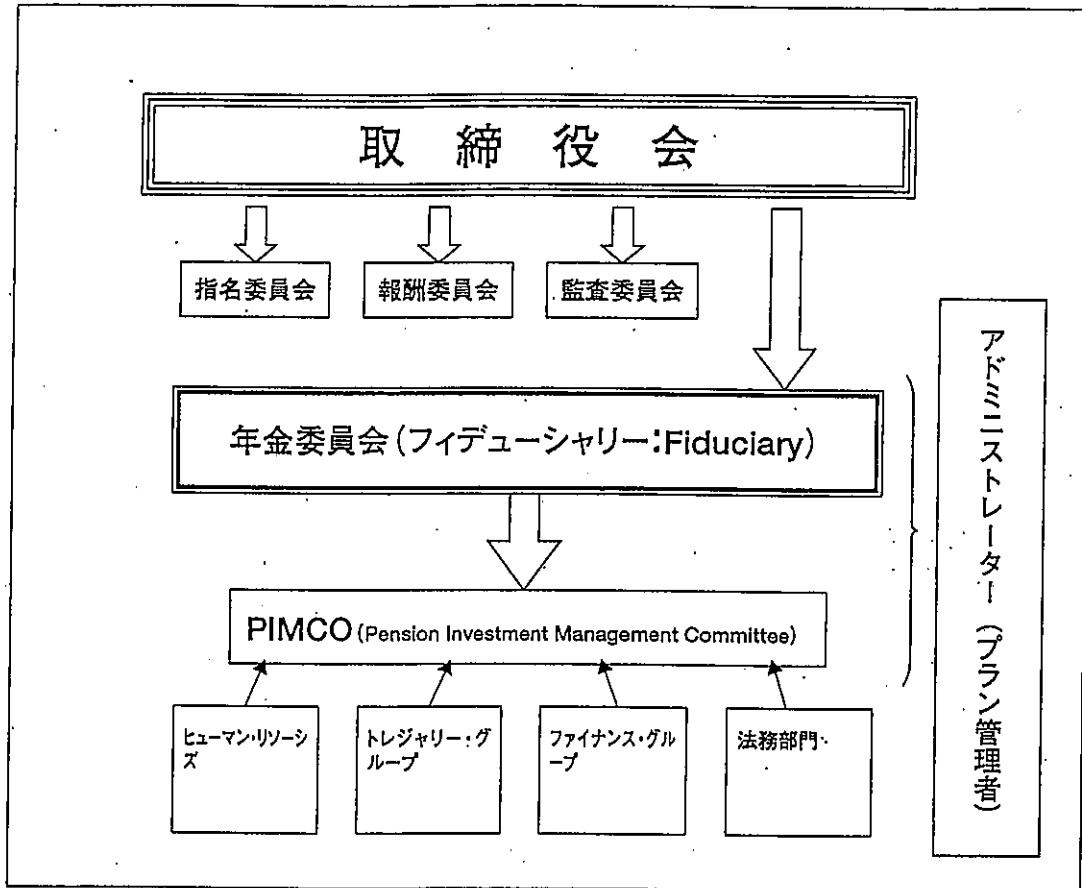 取締役会
指名委員会
報酬委員会
監査委員会
年金委員会(フィデューシャリー:Fiduciary)
PIMCO(Pension Investment Management Committee)
ヒューマン・リソーシ
ズ
トレジャリー・グ
ループ
ファイナンス・グル
ープ
法務部門
アドミニストレーター(プラン管理者)